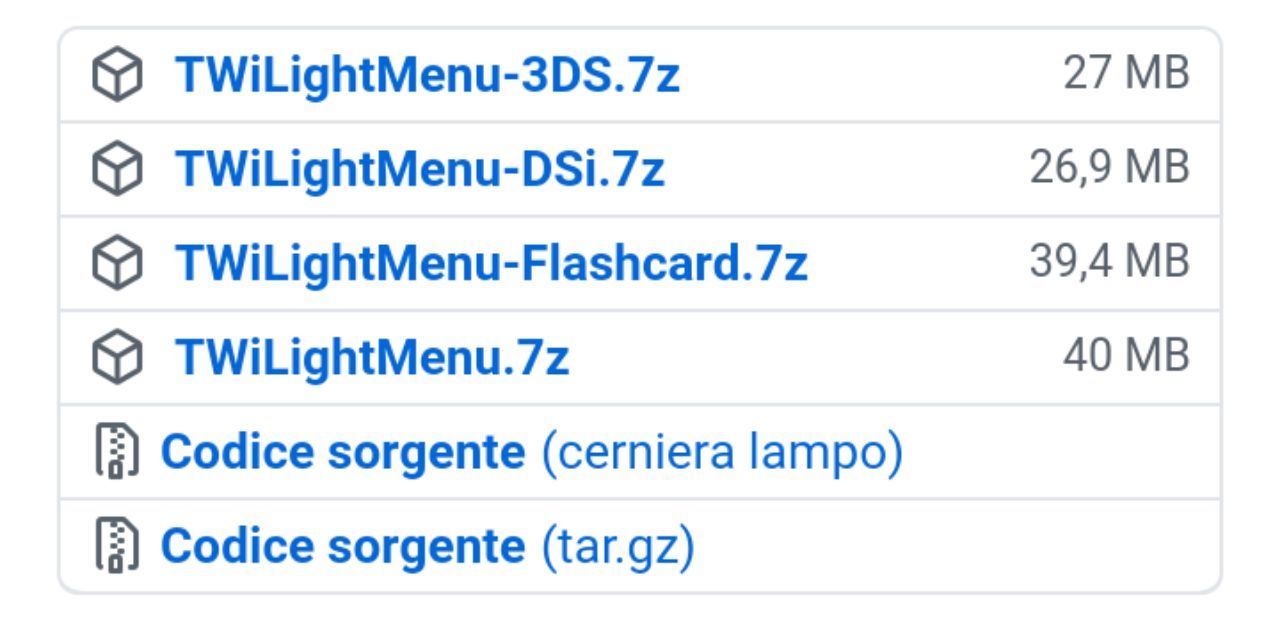 TWiLightMenu-3DS.7z 27 MB
TWiLightMenu-DSi.7z 26,9 MB
TWiLightMenu-Flashcard.7z 39,4 MB
TWiLightMenu.7z 40 MB
Codice sorgente (cerniera lampo)
Codice sorgente (tar.gz)